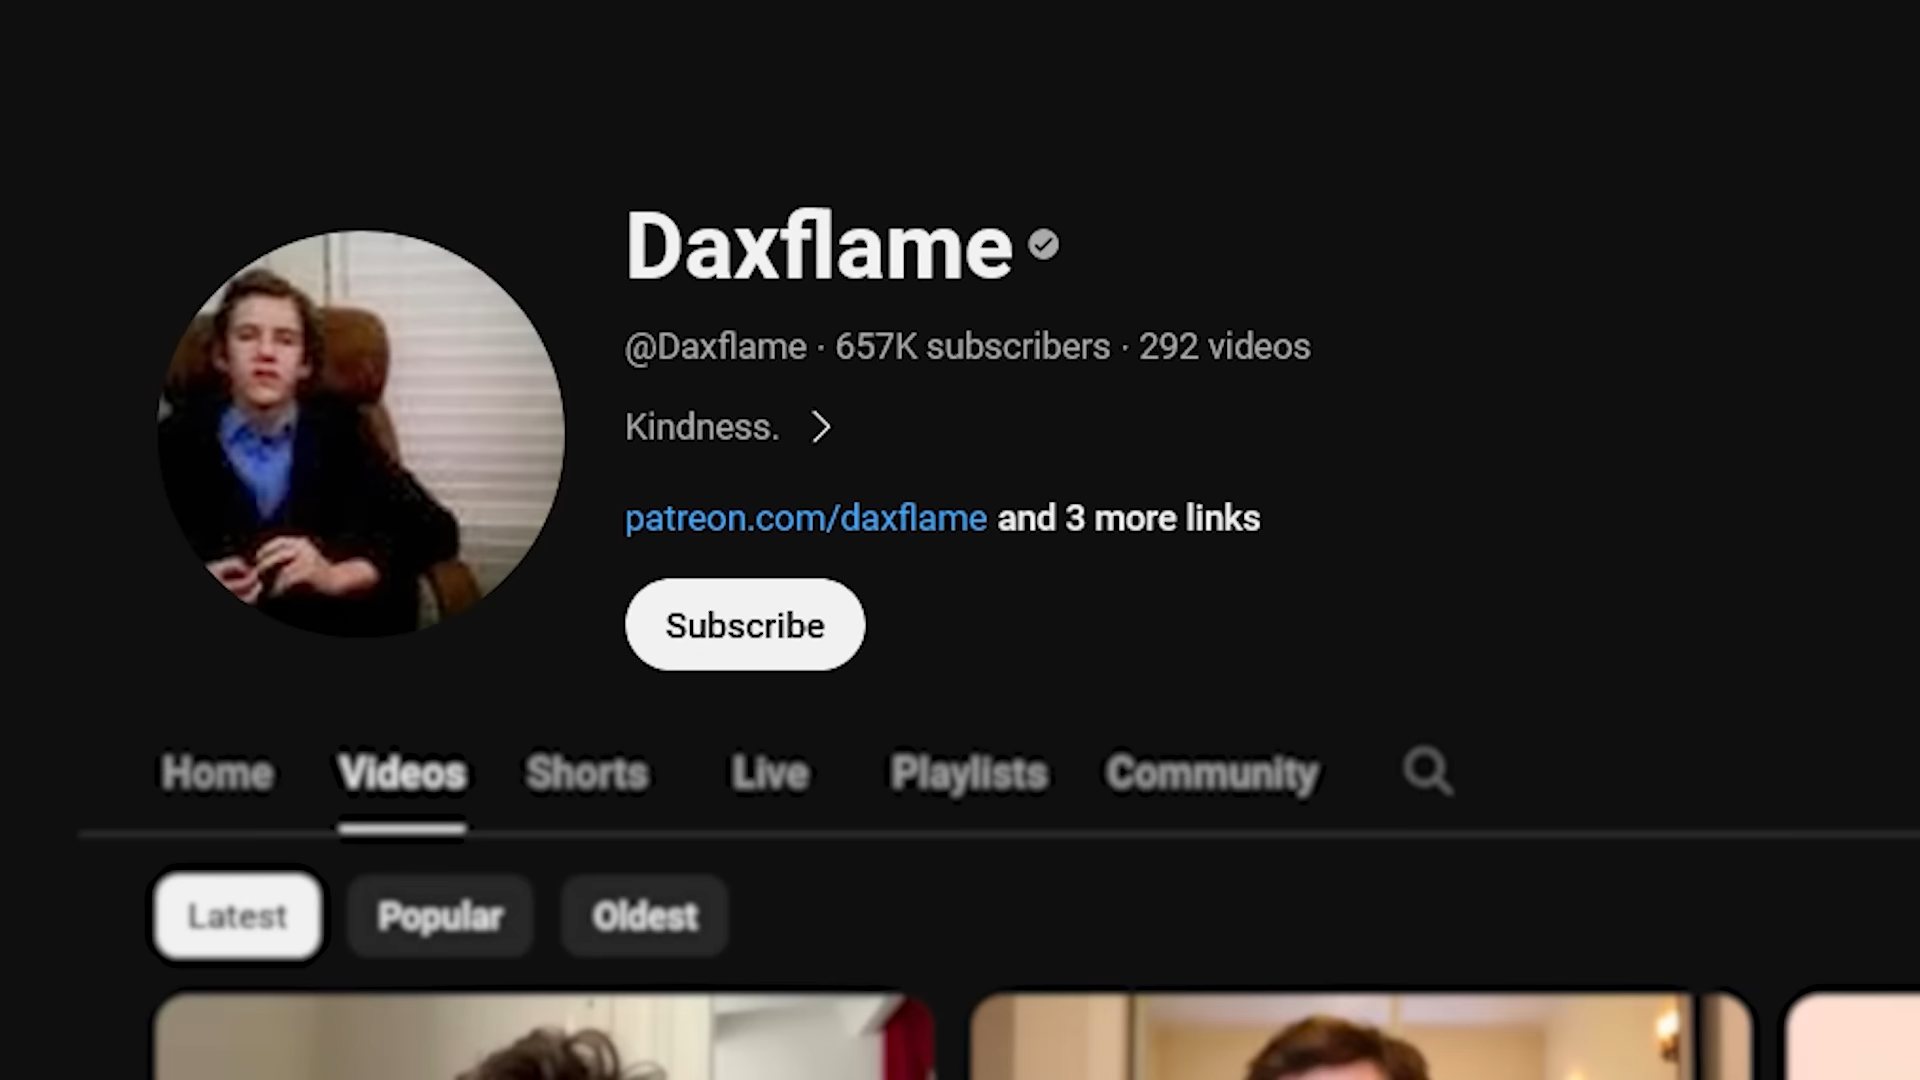 Daxflame
@Daxflame · 657K subscribers · 292 videos
Kindness.
patreon.com/daxflame and 3 more links
Subscribe
Home Videos Shorts Live Playlists Community
Latest Popular Oldest